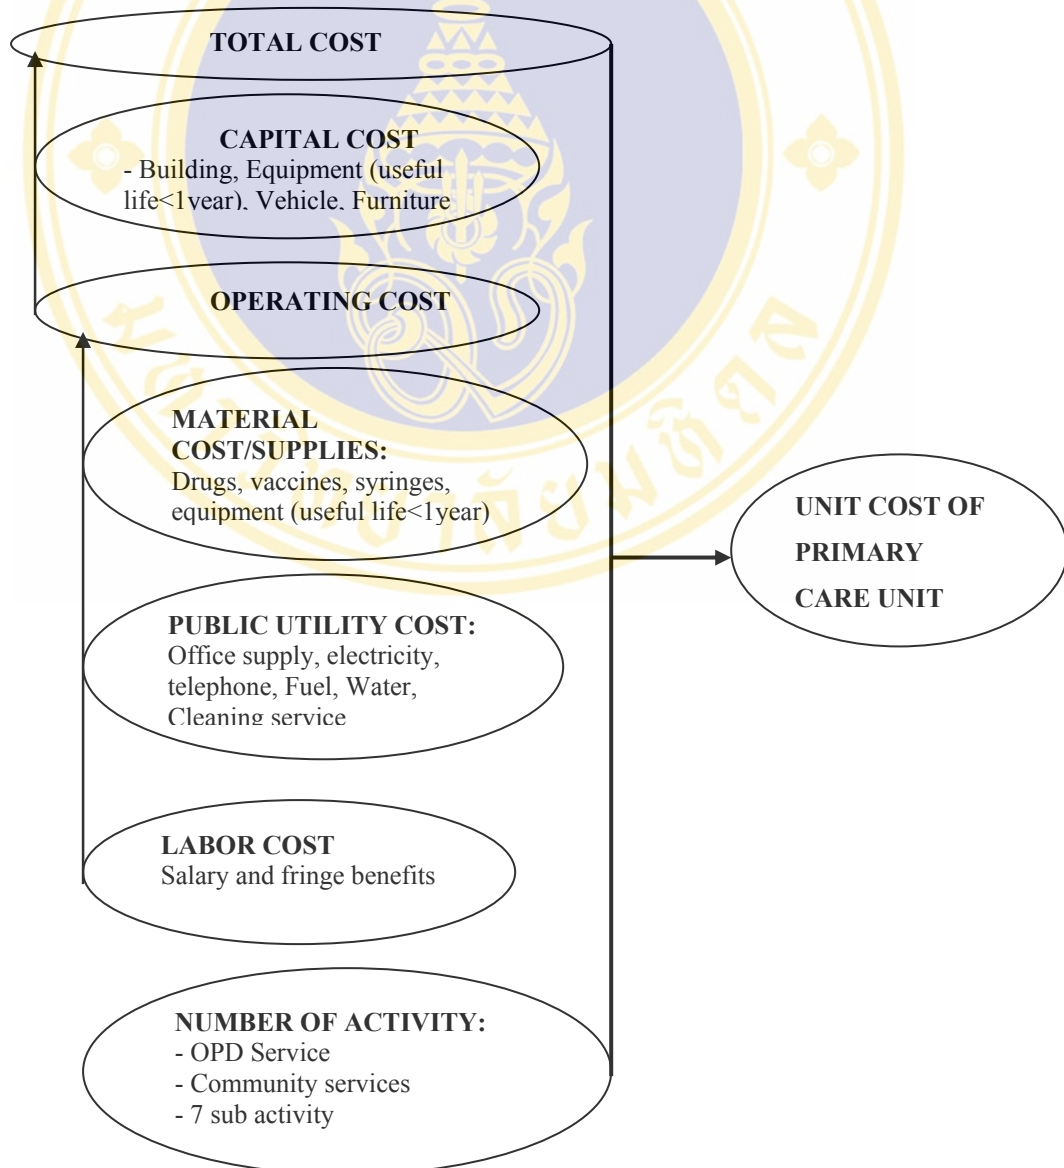 TOTAL COST
CAPITAL COST
- Building, Equipment (useful
life<1year), Vehicle, Furniture
OPERATING COST
MATERIAL
COST/SUPPLIES:
Drugs, vaccines, syringes,
equipment (useful life<1year)
UNIT COST OF
PRIMARY
CARE UNIT
PUBLIC UTILITY COST:
Office supply, electricity,
telephone, Fuel, Water,
Cleaning service
LABOR COST
Salary and fringe benefits
NUMBER OF ACTIVITY:
- OPD Service
- Community services
- 7 sub activity